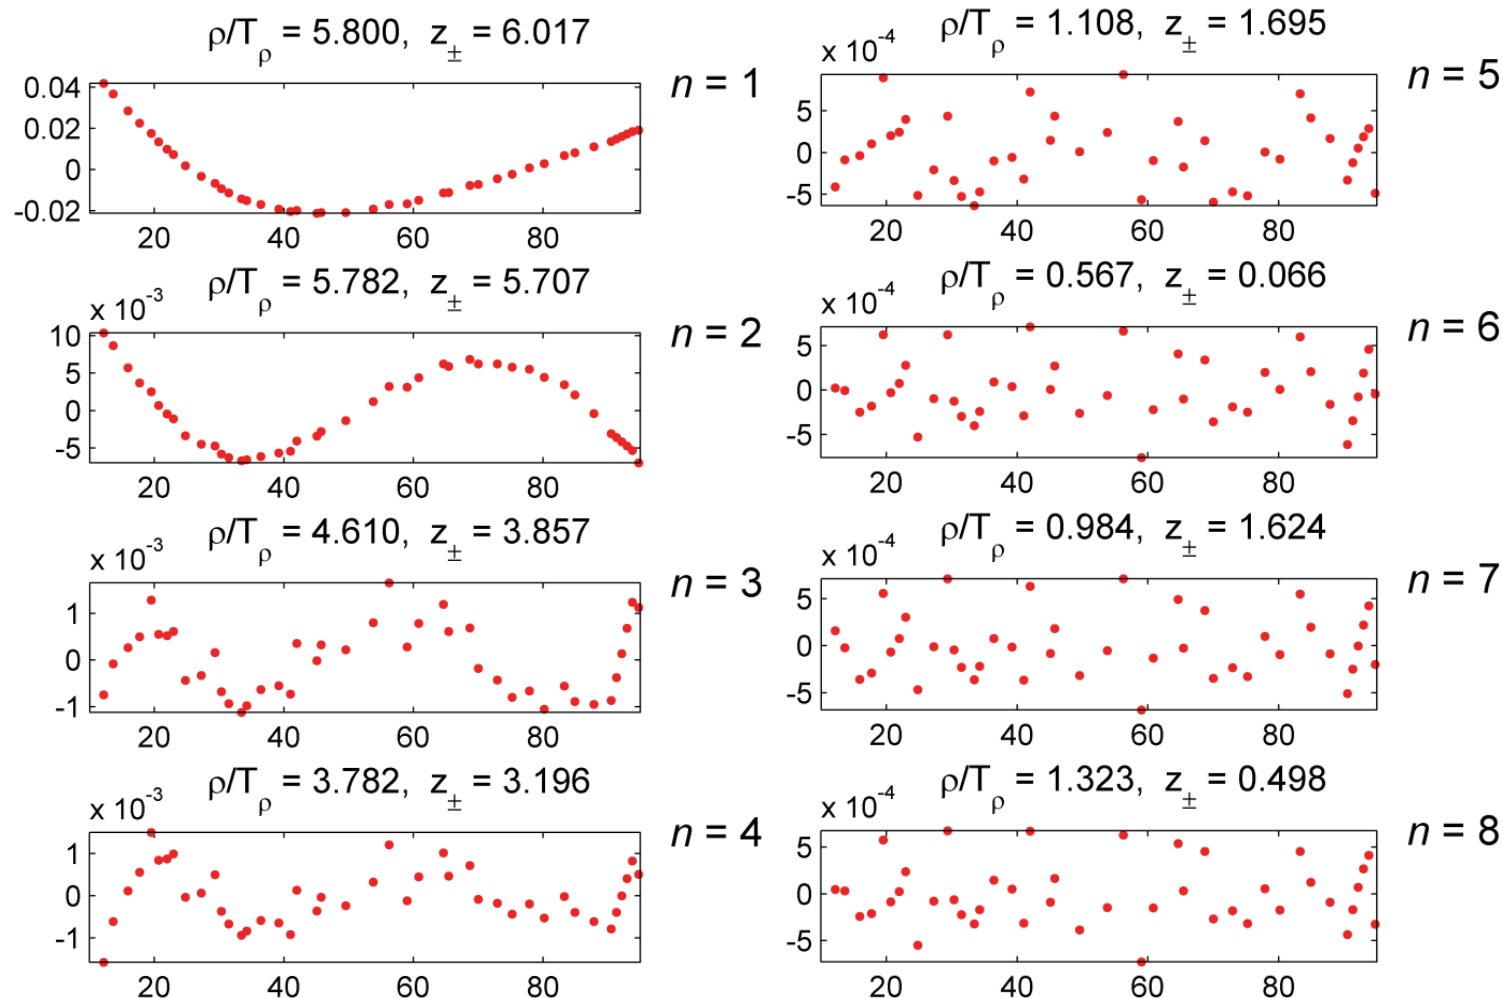 ρ/Tρ = 5.800, z± = 6.017
n = 1
0.04
0.02
0
-0.02
20 40 60 80
ρ/Tρ = 5.782, z± = 5.707
x 10-3
n = 2
10
5
0
-5
20 40 60 80
ρ/Tρ = 4.610, z± = 3.857
x 10-3
n = 3
1
0
-1
20 40 60 80
ρ/Tρ = 3.782, z± = 3.196
x 10-3
n = 4
1
0
-1
20 40 60 80
ρ/Tρ = 1.108, z± = 1.695
x 10-4
n = 5
5
0
-5
20 40 60 80
ρ/Tρ = 0.567, z± = 0.066
x 10-4
n = 6
5
0
-5
20 40 60 80
ρ/Tρ = 0.984, z± = 1.624
x 10-4
n = 7
5
0
-5
20 40 60 80
ρ/Tρ = 1.323, z± = 0.498
x 10-4
n = 8
5
0
-5
20 40 60 80